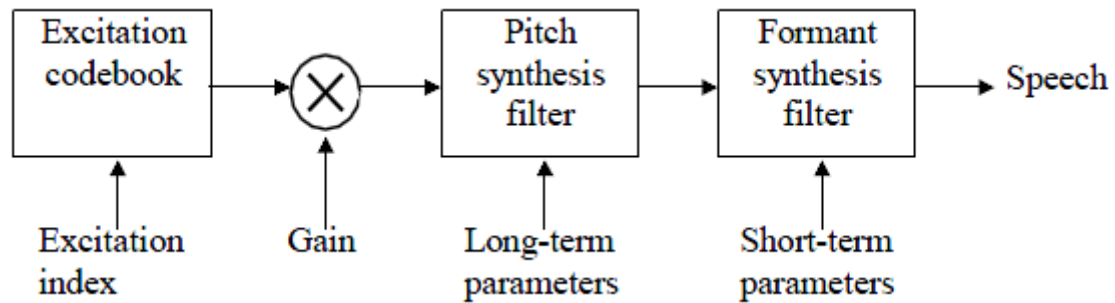 Excitation
codebook
Pitch
synthesis
filter
Formant
synthesis
filter
Speech
Excitation
index
Gain
Long-term
parameters
Short-term
parameters